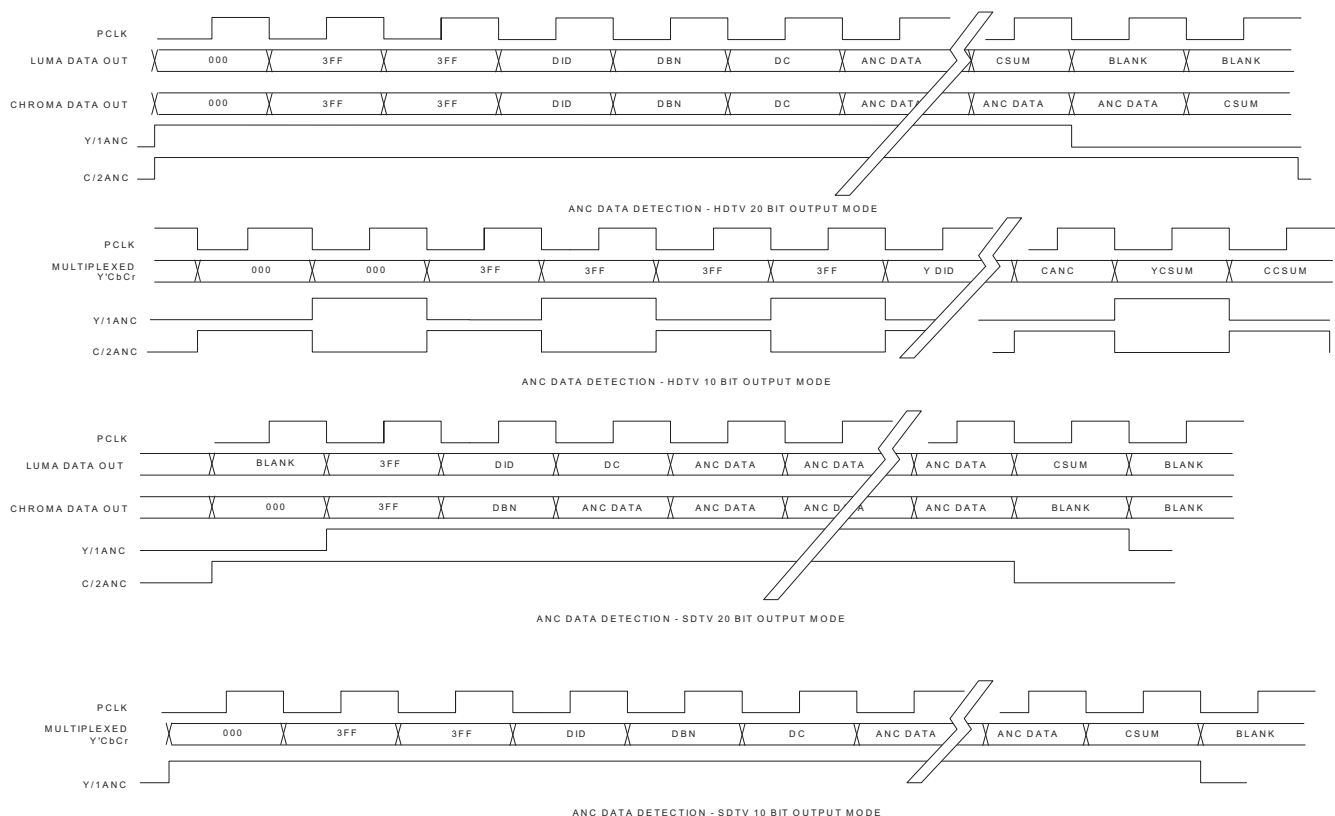 PCLK
LUMA DATA OUT 000 3FF 3FF DID DBN DC ANC DATA CSUM BLANK BLANK
CHROMA DATA OUT 000 3FF 3FF DID DBN DC ANC DATA ANC DATA ANC DATA CSUM
Y/1ANC
C/2ANC
ANC DATA DETECTION - HDTV 20 BIT OUTPUT MODE
PCLK
MULTIPLEXED
Y'CbCr 000 000 3FF 3FF 3FF 3FF Y DID CANC YCSUM CCSUM
Y/1ANC
C/2ANC
ANC DATA DETECTION - HDTV 10 BIT OUTPUT MODE
PCLK
LUMA DATA OUT BLANK 3FF DID DC ANC DATA ANC DATA ANC DATA CSUM BLANK
CHROMA DATA OUT 000 3FF DBN ANC DATA ANC DATA ANC DATA ANC DATA BLANK BLANK
Y/1ANC
C/2ANC
ANC DATA DETECTION - SDTV 20 BIT OUTPUT MODE
PCLK
MULTIPLEXED
Y'CbCr 000 3FF 3FF DID DBN DC ANC DATA ANC DATA CSUM BLANK
Y/1ANC
ANC DATA DETECTION - SDTV 10 BIT OUTPUT MODE